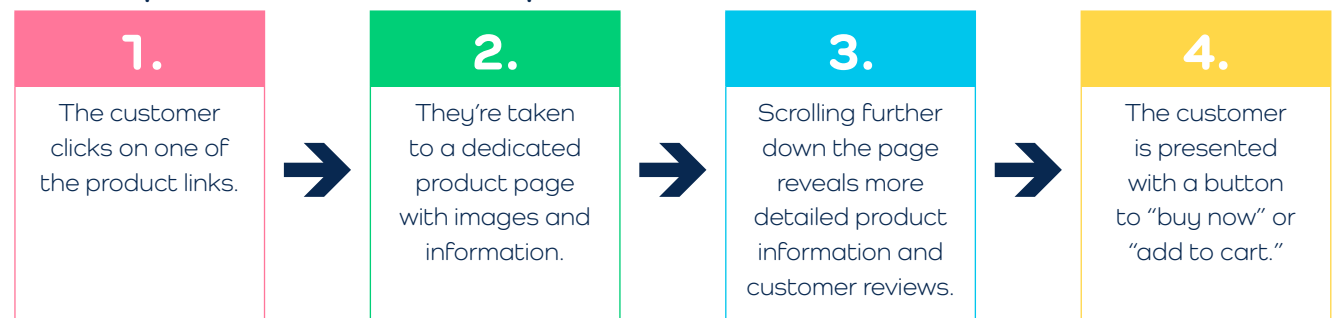 1.
The customer
clicks on one of
the product links.
2.
They're taken
to a dedicated
product page
with images and
information.
3.
Scrolling further
down the page
reveals more
detailed product
information and
customer reviews.
4.
The customer
is presented
with a button
to “buy now” or
“add to cart.”